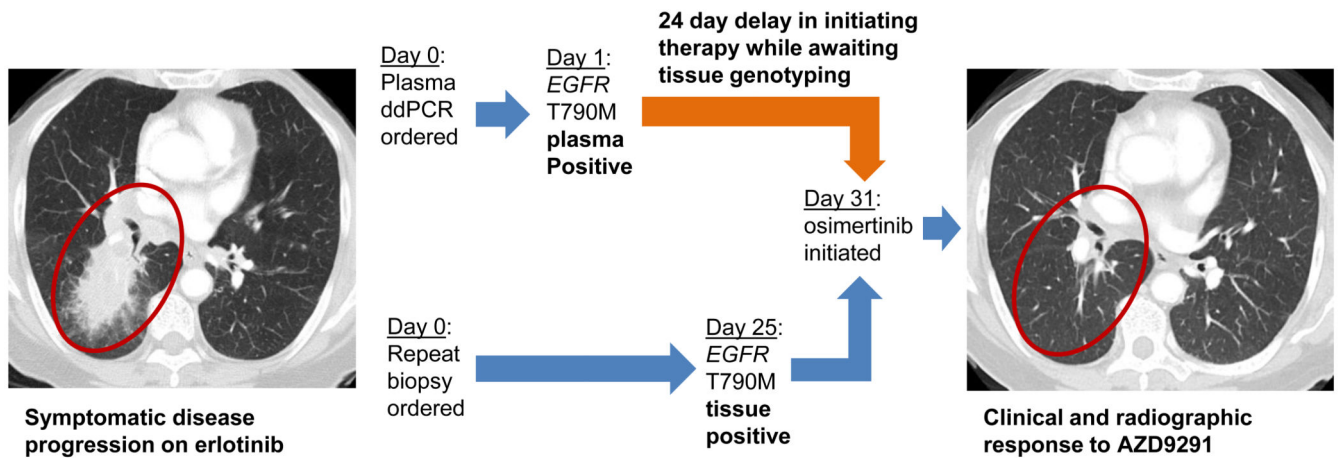 Symptomatic disease
progression on erlotinib
Day 0:
Plasma
ddPCR
ordered
Day 1:
EGFR
T790M
plasma
Positive
24 day delay in initiating
therapy while awaiting
tissue genotyping
Day 0:
Repeat
biopsy
ordered
Day 25:
EGFR
T790M
tissue
positive
Day 31:
osimertinib
initiated
Clinical and radiographic
response to AZD9291